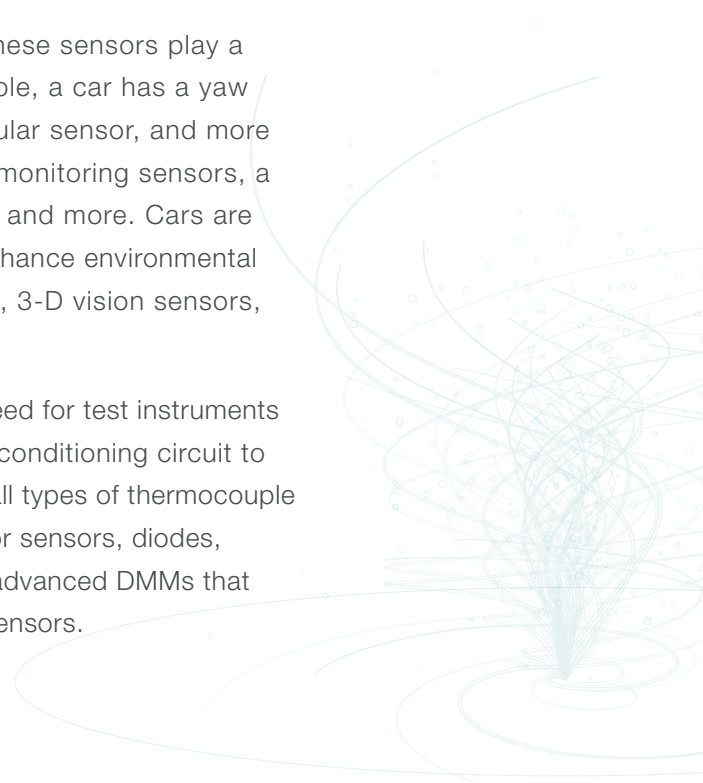 hese sensors play a
ple, a car has a yaw
ular sensor, and more
monitoring sensors, a
and more. Cars are
hance environmental
, 3-D vision sensors,
eed for test instruments
conditioning circuit to
all types of thermocouple
or sensors, diodes,
advanced DMMs that
ensors.